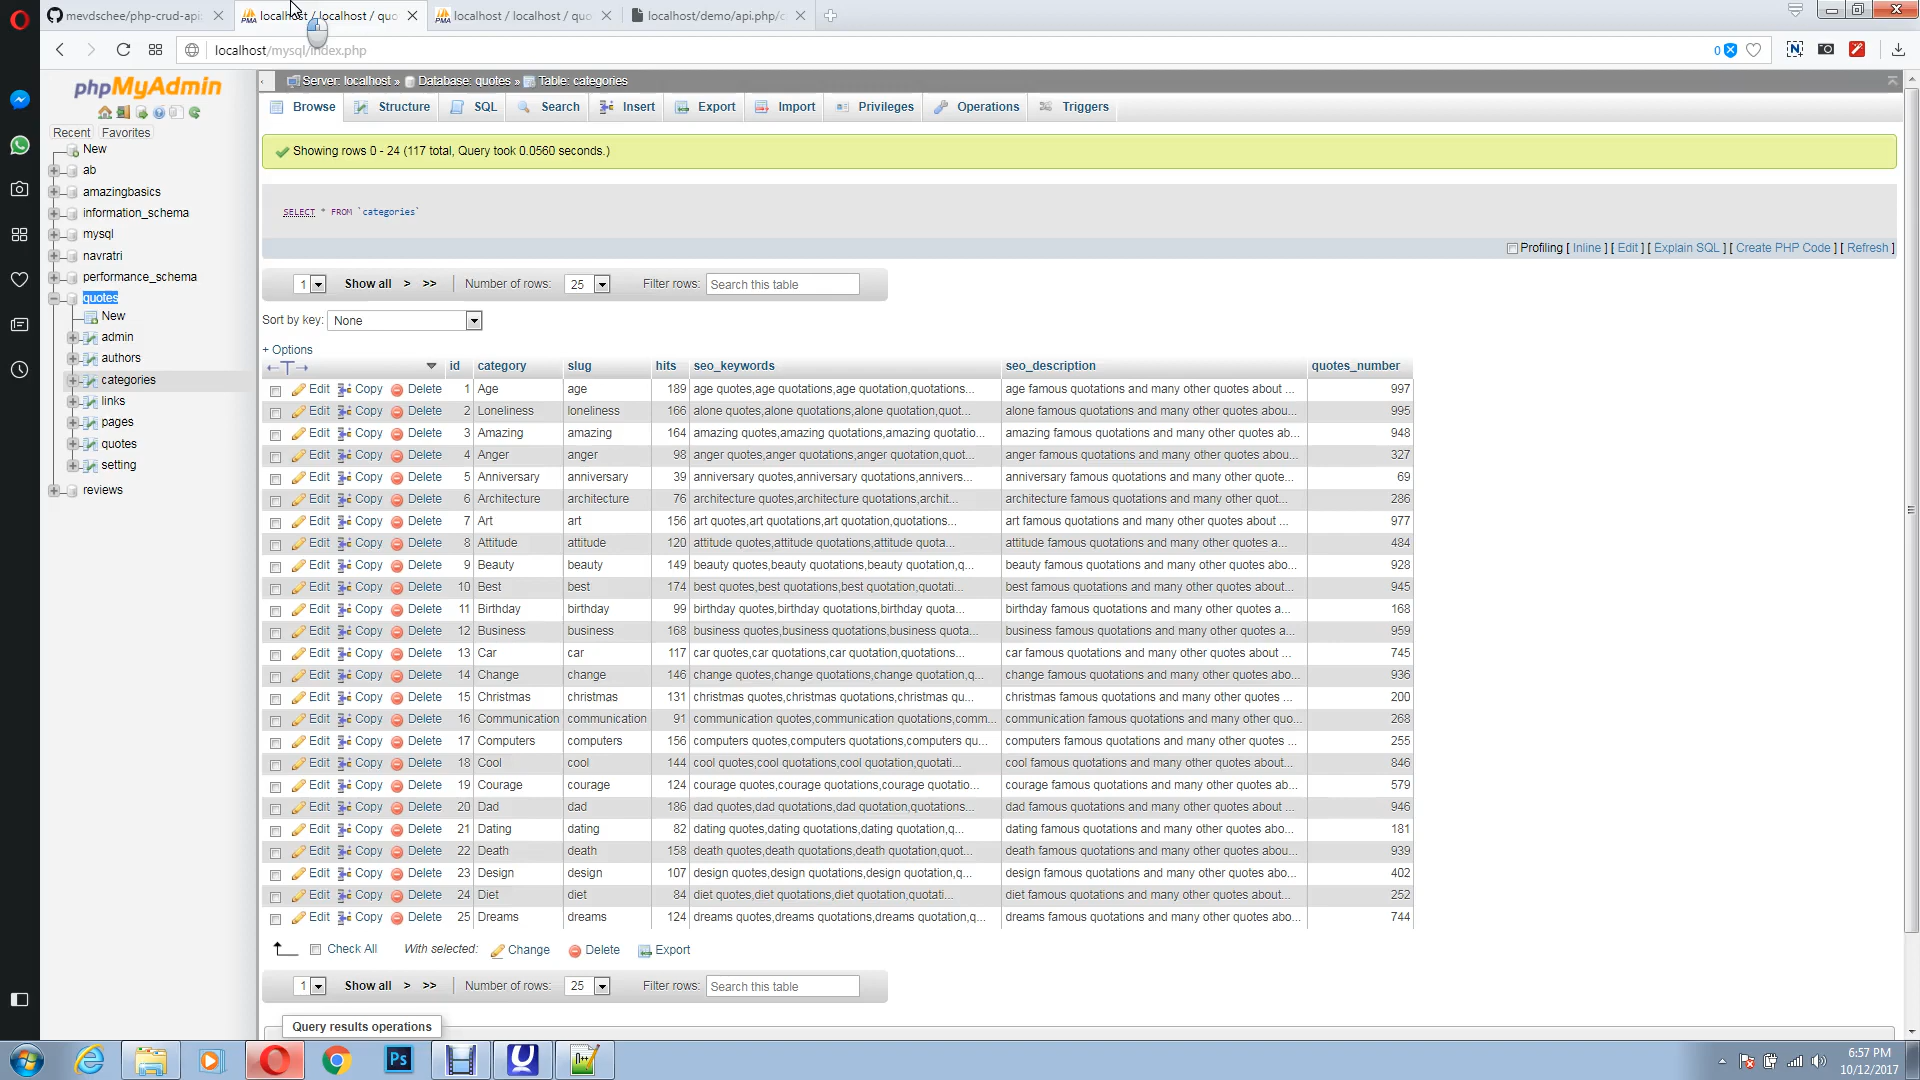 mevdschee/php-crud-api:
localhost / localhost / quo
localhost / localhost / quo
localhost/demo/api.php/c
localhost/mysql/index.php
0
phpMyAdmin
Recent Favorites
New
ab
amazingbasics
information_schema
mysql
navratri
performance_schema
quotes
New
admin
authors
categories
links
pages
quotes
setting
reviews
Server: localhost » Database: quotes » Table: categories
Browse Structure SQL Search Insert Export Import Privileges Operations Triggers
Showing rows 0 - 24 (117 total, Query took 0.0560 seconds.)
SELECT * FROM `categories`
Profiling [ Inline ] [ Edit ] [ Explain SQL ] [ Create PHP Code ] [ Refresh ]
1 Show all > >> Number of rows: 25 Filter rows: Search this table
Sort by key: None
+ Options
id category slug hits seo_keywords seo_description quotes_number
Edit Copy Delete 1 Age age 189 age quotes,age quotations,age quotation,quotations... age famous quotations and many other quotes about ... 997
Edit Copy Delete 2 Loneliness loneliness 166 alone quotes,alone quotations,alone quotation,quot... alone famous quotations and many other quotes abou... 995
Edit Copy Delete 3 Amazing amazing 164 amazing quotes,amazing quotations,amazing quotatio... amazing famous quotations and many other quotes ab... 948
Edit Copy Delete 4 Anger anger 98 anger quotes,anger quotations,anger quotation,quot... anger famous quotations and many other quotes abou... 327
Edit Copy Delete 5 Anniversary anniversary 39 anniversary quotes,anniversary quotations,annivers... anniversary famous quotations and many other quote... 69
Edit Copy Delete 6 Architecture architecture 76 architecture quotes,architecture quotations,archit... architecture famous quotations and many other quot... 286
Edit Copy Delete 7 Art art 156 art quotes,art quotations,art quotation,quotations... art famous quotations and many other quotes about ... 977
Edit Copy Delete 8 Attitude attitude 120 attitude quotes,attitude quotations,attitude quota... attitude famous quotations and many other quotes a... 484
Edit Copy Delete 9 Beauty beauty 149 beauty quotes,beauty quotations,beauty quotation,q... beauty famous quotations and many other quotes abo... 928
Edit Copy Delete 10 Best best 174 best quotes,best quotations,best quotation,quotati... best famous quotations and many other quotes about... 945
Edit Copy Delete 11 Birthday birthday 99 birthday quotes,birthday quotations,birthday quota... birthday famous quotations and many other quotes a... 168
Edit Copy Delete 12 Business business 168 business quotes,business quotations,business quota... business famous quotations and many other quotes a... 959
Edit Copy Delete 13 Car car 117 car quotes,car quotations,car quotation,quotations... car famous quotations and many other quotes about ... 745
Edit Copy Delete 14 Change change 146 change quotes,change quotations,change quotation,q... change famous quotations and many other quotes abo... 936
Edit Copy Delete 15 Christmas christmas 131 christmas quotes,christmas quotations,christmas qu... christmas famous quotations and many other quotes ... 200
Edit Copy Delete 16 Communication communication 91 communication quotes,communication quotations,comm... communication famous quotations and many other quo... 268
Edit Copy Delete 17 Computers computers 156 computers quotes,computers quotations,computers qu... computers famous quotations and many other quotes ... 255
Edit Copy Delete 18 Cool cool 144 cool quotes,cool quotations,cool quotation,quotati... cool famous quotations and many other quotes about... 846
Edit Copy Delete 19 Courage courage 124 courage quotes,courage quotations,courage quotatio... courage famous quotations and many other quotes ab... 579
Edit Copy Delete 20 Dad dad 186 dad quotes,dad quotations,dad quotation,quotations... dad famous quotations and many other quotes about ... 946
Edit Copy Delete 21 Dating dating 82 dating quotes,dating quotations,dating quotation,q... dating famous quotations and many other quotes abo... 181
Edit Copy Delete 22 Death death 158 death quotes,death quotations,death quotation,quot... death famous quotations and many other quotes abou... 939
Edit Copy Delete 23 Design design 107 design quotes,design quotations,design quotation,q... design famous quotations and many other quotes abo... 402
Edit Copy Delete 24 Diet diet 84 diet quotes,diet quotations,diet quotation,quotati... diet famous quotations and many other quotes about... 252
Edit Copy Delete 25 Dreams dreams 124 dreams quotes,dreams quotations,dreams quotation,q... dreams famous quotations and many other quotes abo... 744
Check All With selected: Change Delete Export
1 Show all > >> Number of rows: 25 Filter rows: Search this table
Query results operations
Ps
6:57 PM
10/12/2017